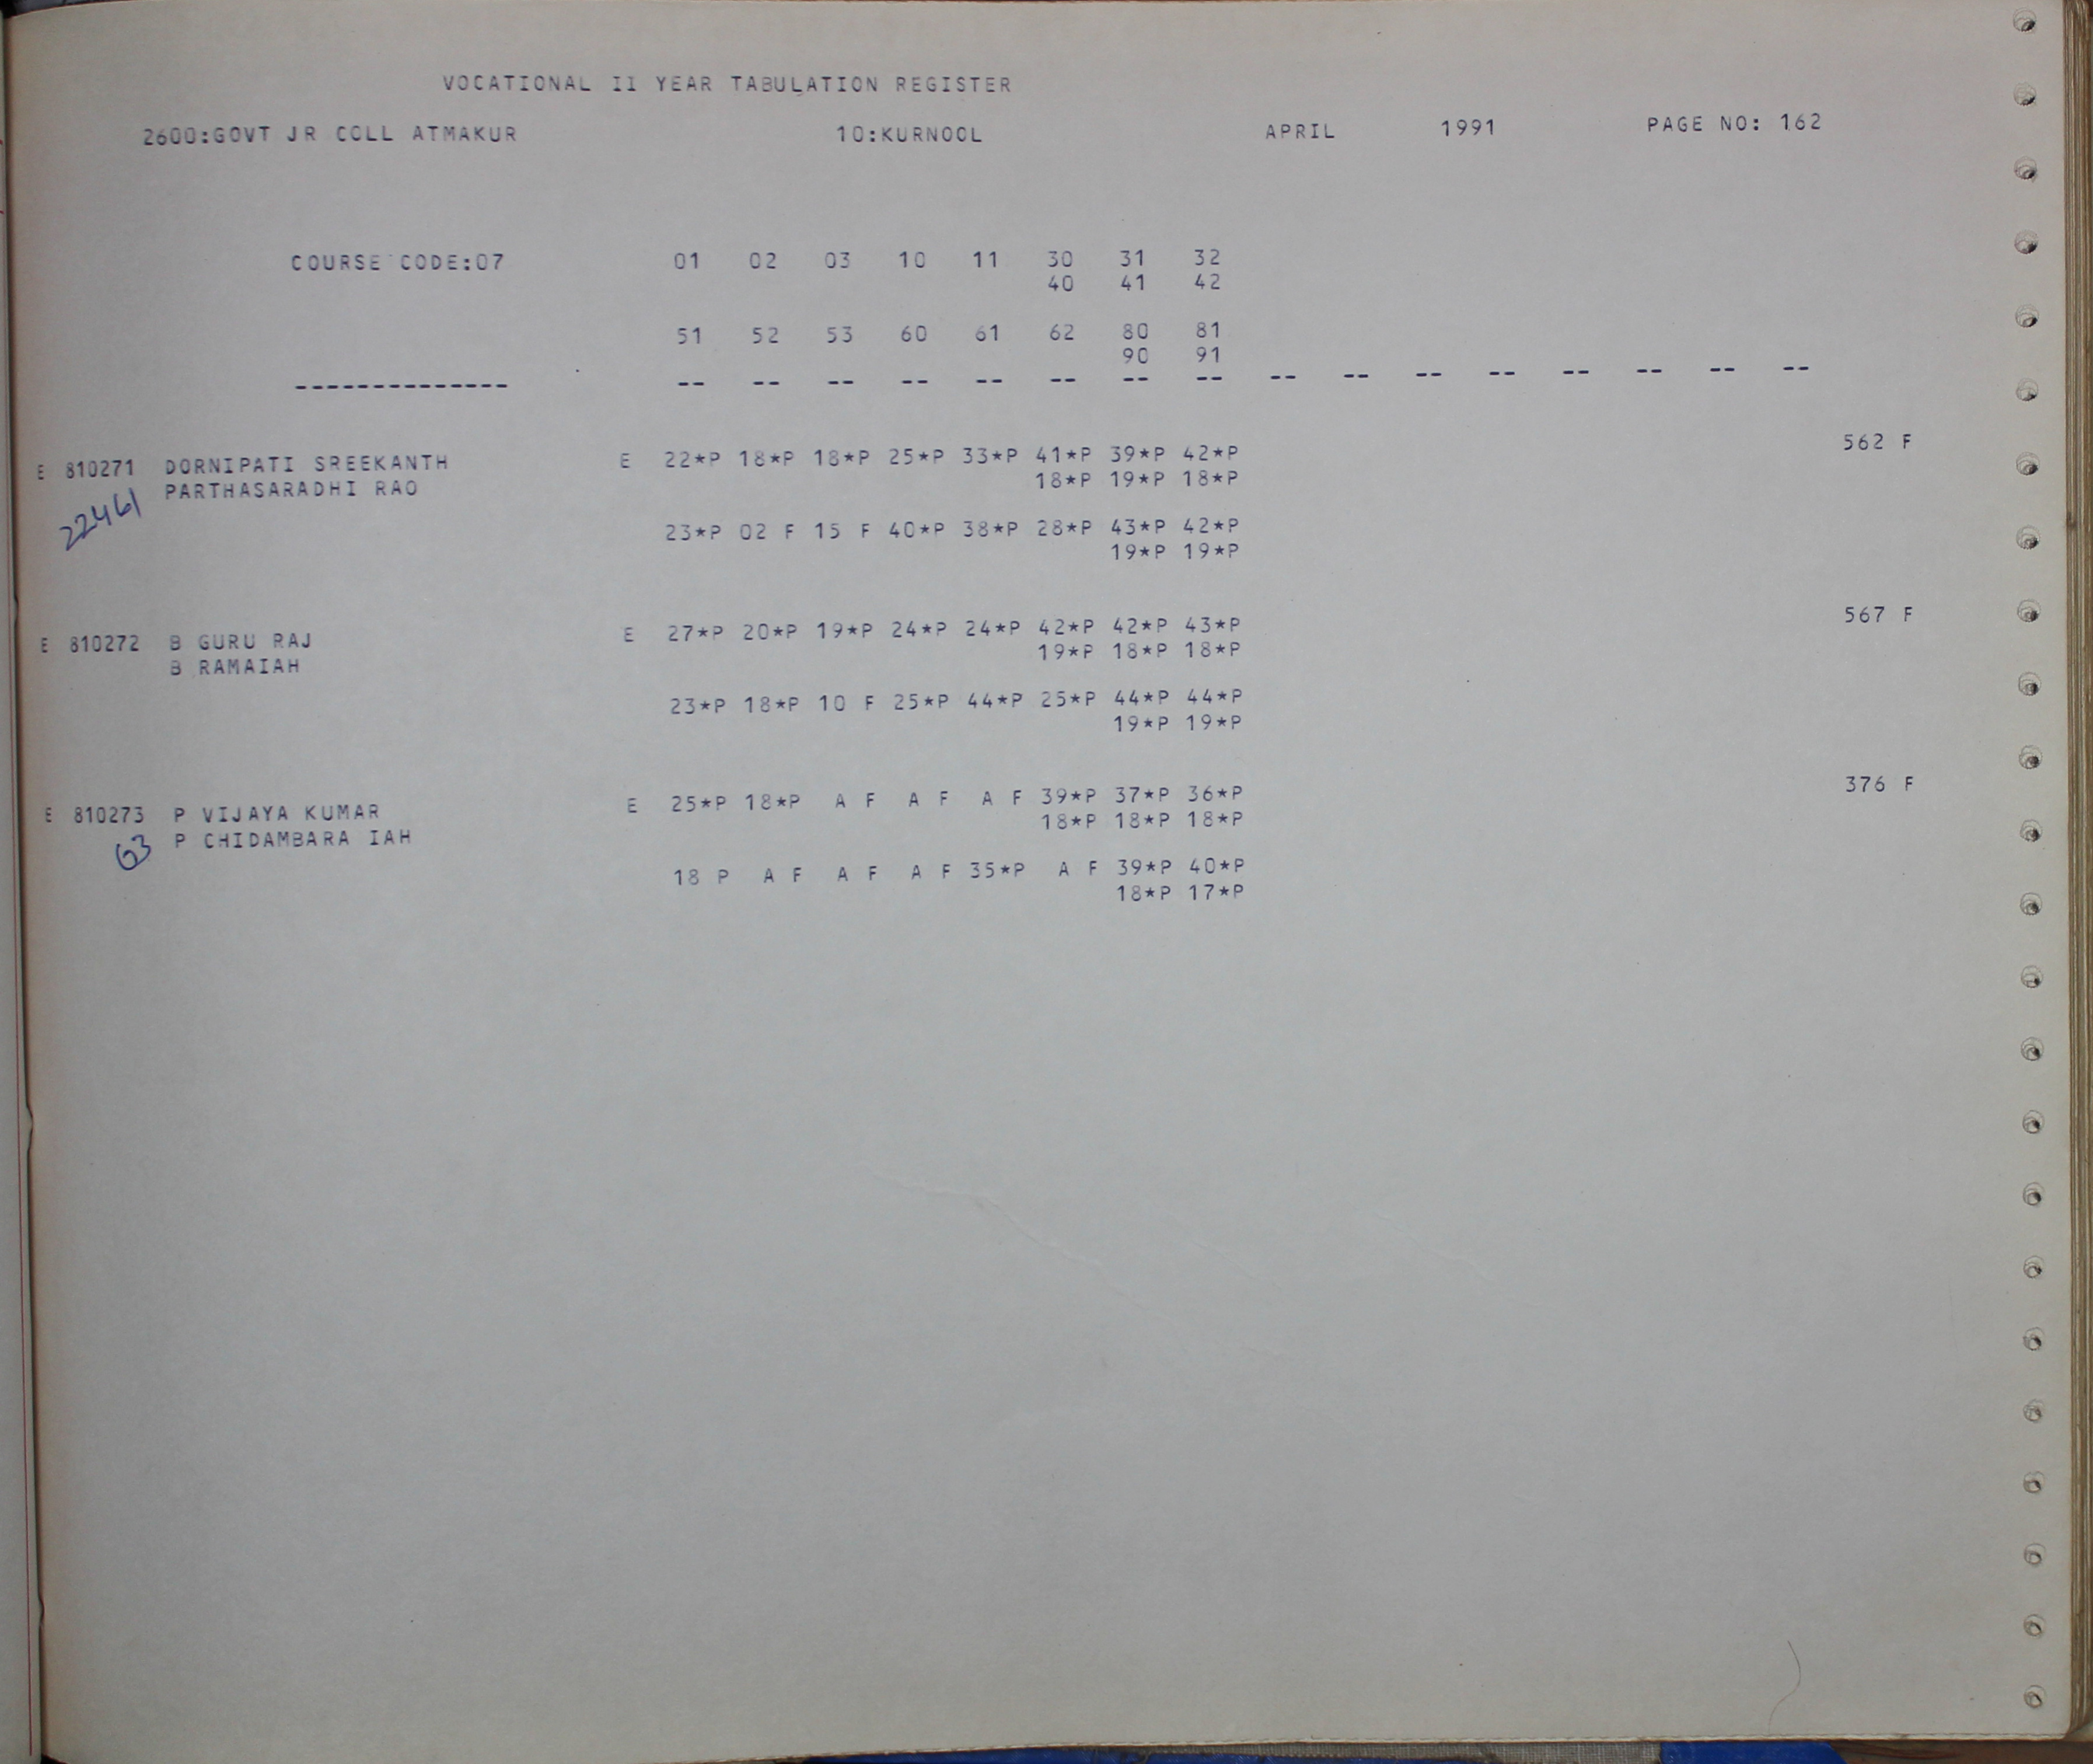 VOCATIONAL II YEAR TABULATION REGISTER
2600:GOVT JR COLL ATMAKUR 10:KURNOOL APRIL 1991 PAGE NO: 162
COURSE CODE:07 01 02 03 10 11 30 31 32
40 41 42
51 52 53 60 61 62 80 81
90 91
-------------- -- -- -- -- -- -- -- -- -- -- -- -- -- -- -- --
E 810271 DORNIPATI SREEKANTH E 22*P 18*P 18*P 25*P 33*P 41*P 39*P 42*P 562 F
PARTHASARADHI RAO 18*P 19*P 18*P
22461
23*P 02 F 15 F 40*P 38*P 28*P 43*P 42*P
19*P 19*P
E 810272 B GURU RAJ E 27*P 20*P 19*P 24*P 24*P 42*P 42*P 43*P 567 F
B RAMAIAH 19*P 18*P 18*P
23*P 18*P 10 F 25*P 44*P 25*P 44*P 44*P
19*P 19*P
E 810273 P VIJAYA KUMAR E 25*P 18*P A F A F A F 39*P 37*P 36*P 376 F
63 P CHIDAMBARA IAH 18*P 18*P 18*P
18 P A F A F A F 35*P A F 39*P 40*P
18*P 17*P